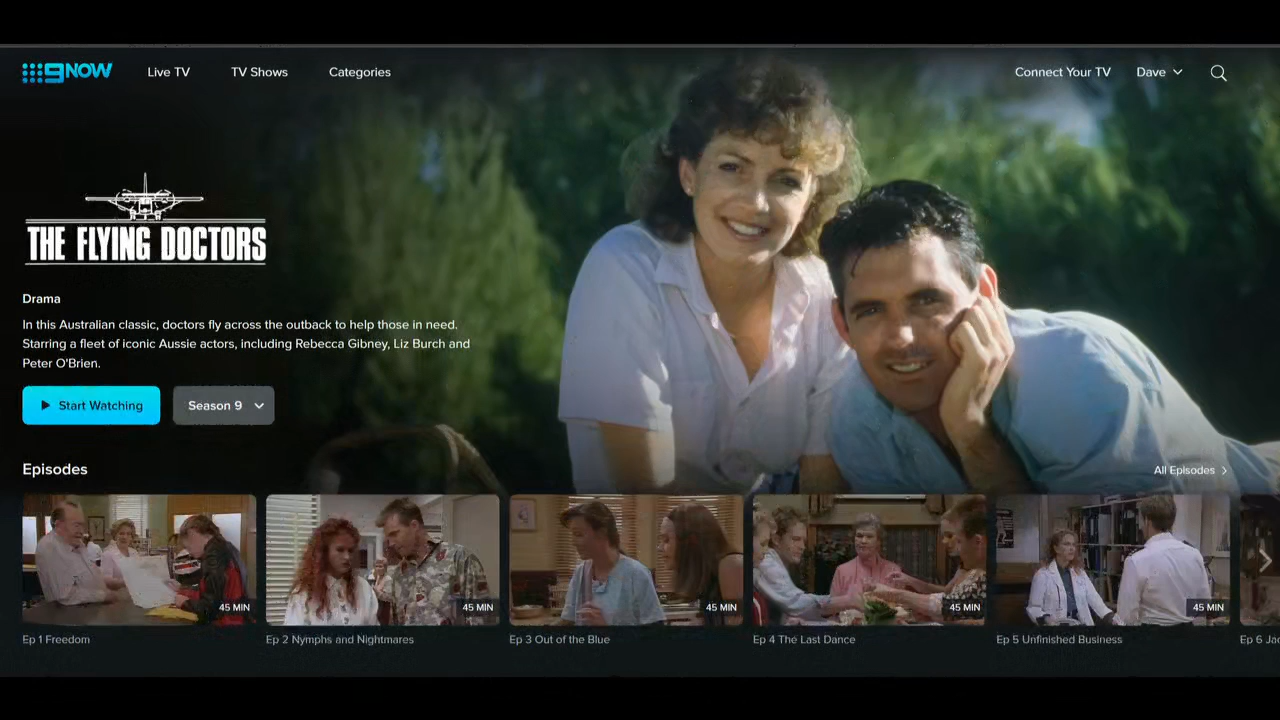 9NOW
Live TV
TV Shows
Categories
Connect Your TV
Dave
THE FLYING DOCTORS
Drama
In this Australian classic, doctors fly across the outback to help those in need.
Starring a fleet of iconic Aussie actors, including Rebecca Gibney, Liz Burch and
Peter O'Brien.
Start Watching
Season 9
Episodes
All Episodes
45 MIN
45 MIN
45 MIN
45 MIN
45 MIN
Ep 1 Freedom
Ep 2 Nymphs and Nightmares
Ep 3 Out of the Blue
Ep 4 The Last Dance
Ep 5 Unfinished Business
Ep 6